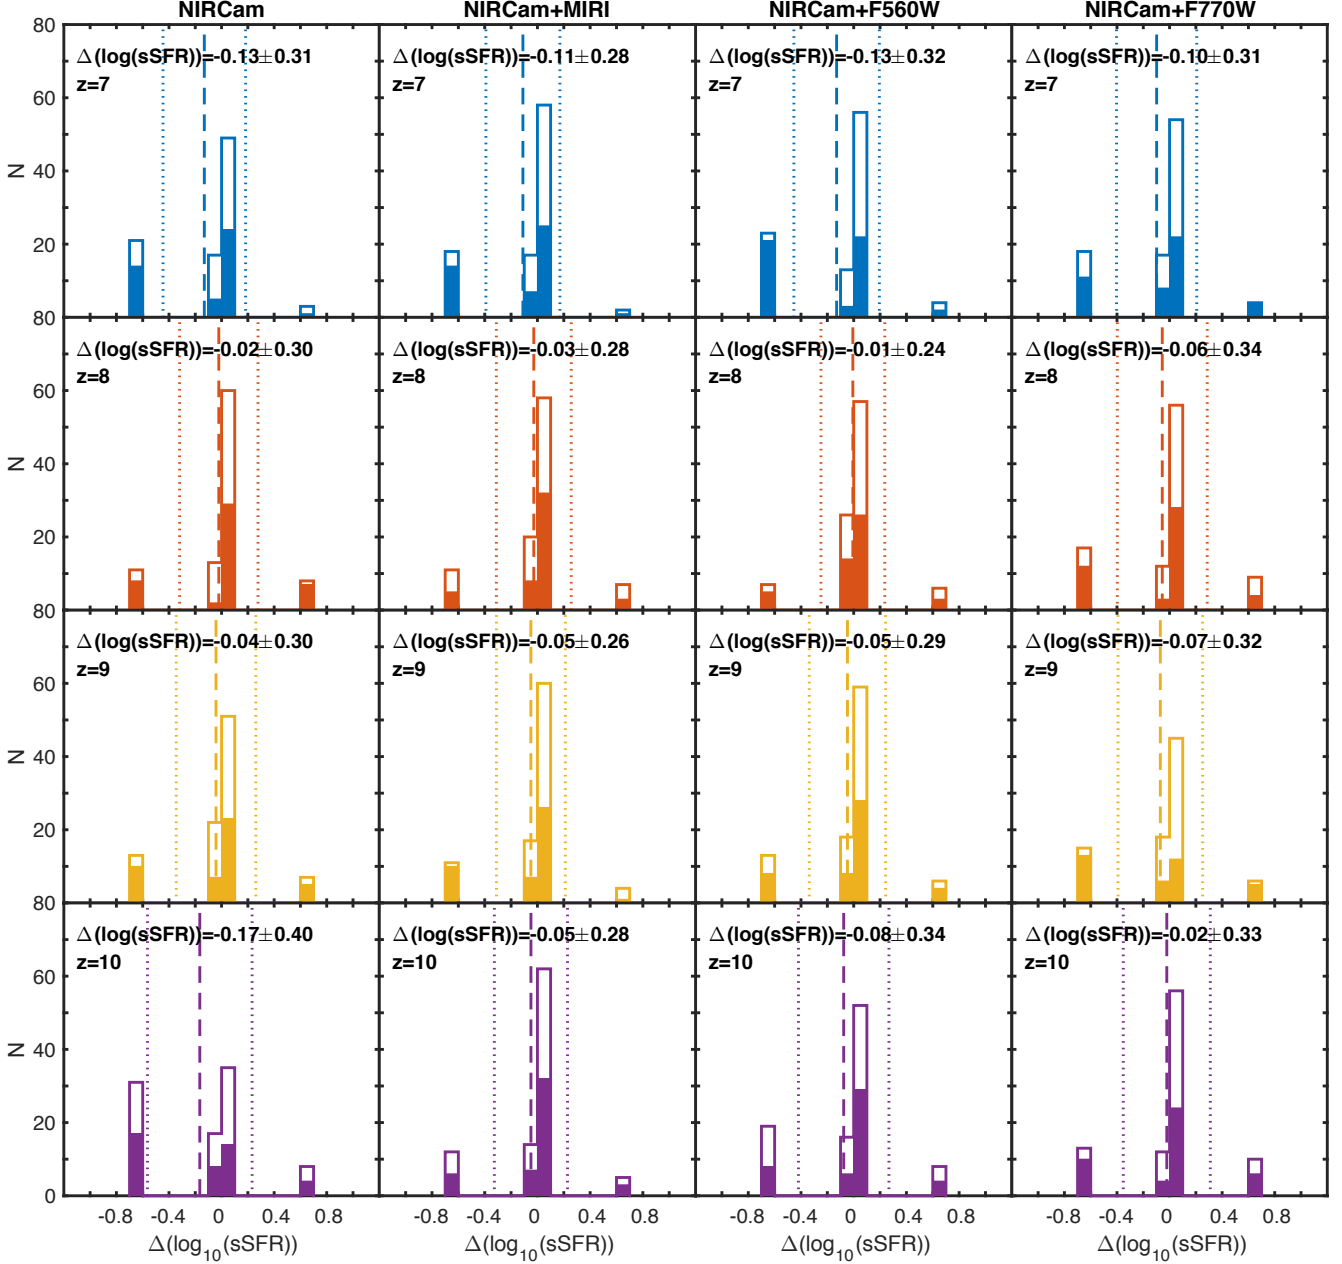 NIRCam NIRCam+MIRI NIRCam+F560W NIRCam+F770W
80
Δ(log(sSFR))=-0.13±0.31 Δ(log(sSFR))=-0.11±0.28 Δ(log(sSFR))=-0.13±0.32 Δ(log(sSFR))=-0.10±0.31
z=7 z=7 z=7 z=7
60
N
40
20
80
Δ(log(sSFR))=-0.02±0.30 Δ(log(sSFR))=-0.03±0.28 Δ(log(sSFR))=-0.01±0.24 Δ(log(sSFR))=-0.06±0.34
z=8 z=8 z=8 z=8
60
N
40
20
80
Δ(log(sSFR))=-0.04±0.30 Δ(log(sSFR))=-0.05±0.26 Δ(log(sSFR))=-0.05±0.29 Δ(log(sSFR))=-0.07±0.32
z=9 z=9 z=9 z=9
60
N
40
20
80
Δ(log(sSFR))=-0.17±0.40 Δ(log(sSFR))=-0.05±0.28 Δ(log(sSFR))=-0.08±0.34 Δ(log(sSFR))=-0.02±0.33
z=10 z=10 z=10 z=10
60
N
40
20
0
-0.8 -0.4 0 0.4 0.8 -0.8 -0.4 0 0.4 0.8 -0.8 -0.4 0 0.4 0.8 -0.8 -0.4 0 0.4 0.8
Δ(log10(sSFR)) Δ(log10(sSFR)) Δ(log10(sSFR)) Δ(log10(sSFR))